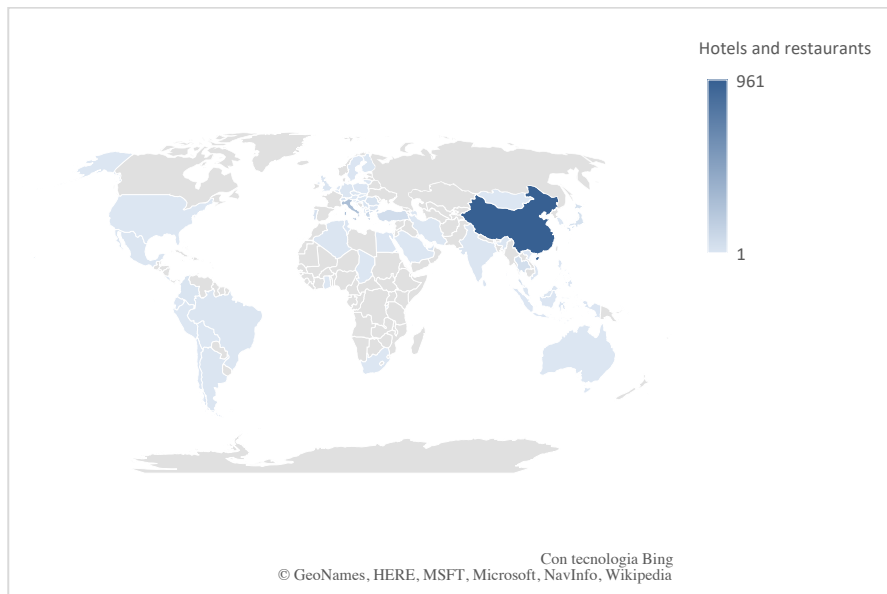 Hotels and restaurants
961
1
Con tecnologia Bing
© GeoNames, HERE, MSFT, Microsoft, NavInfo, Wikipedia